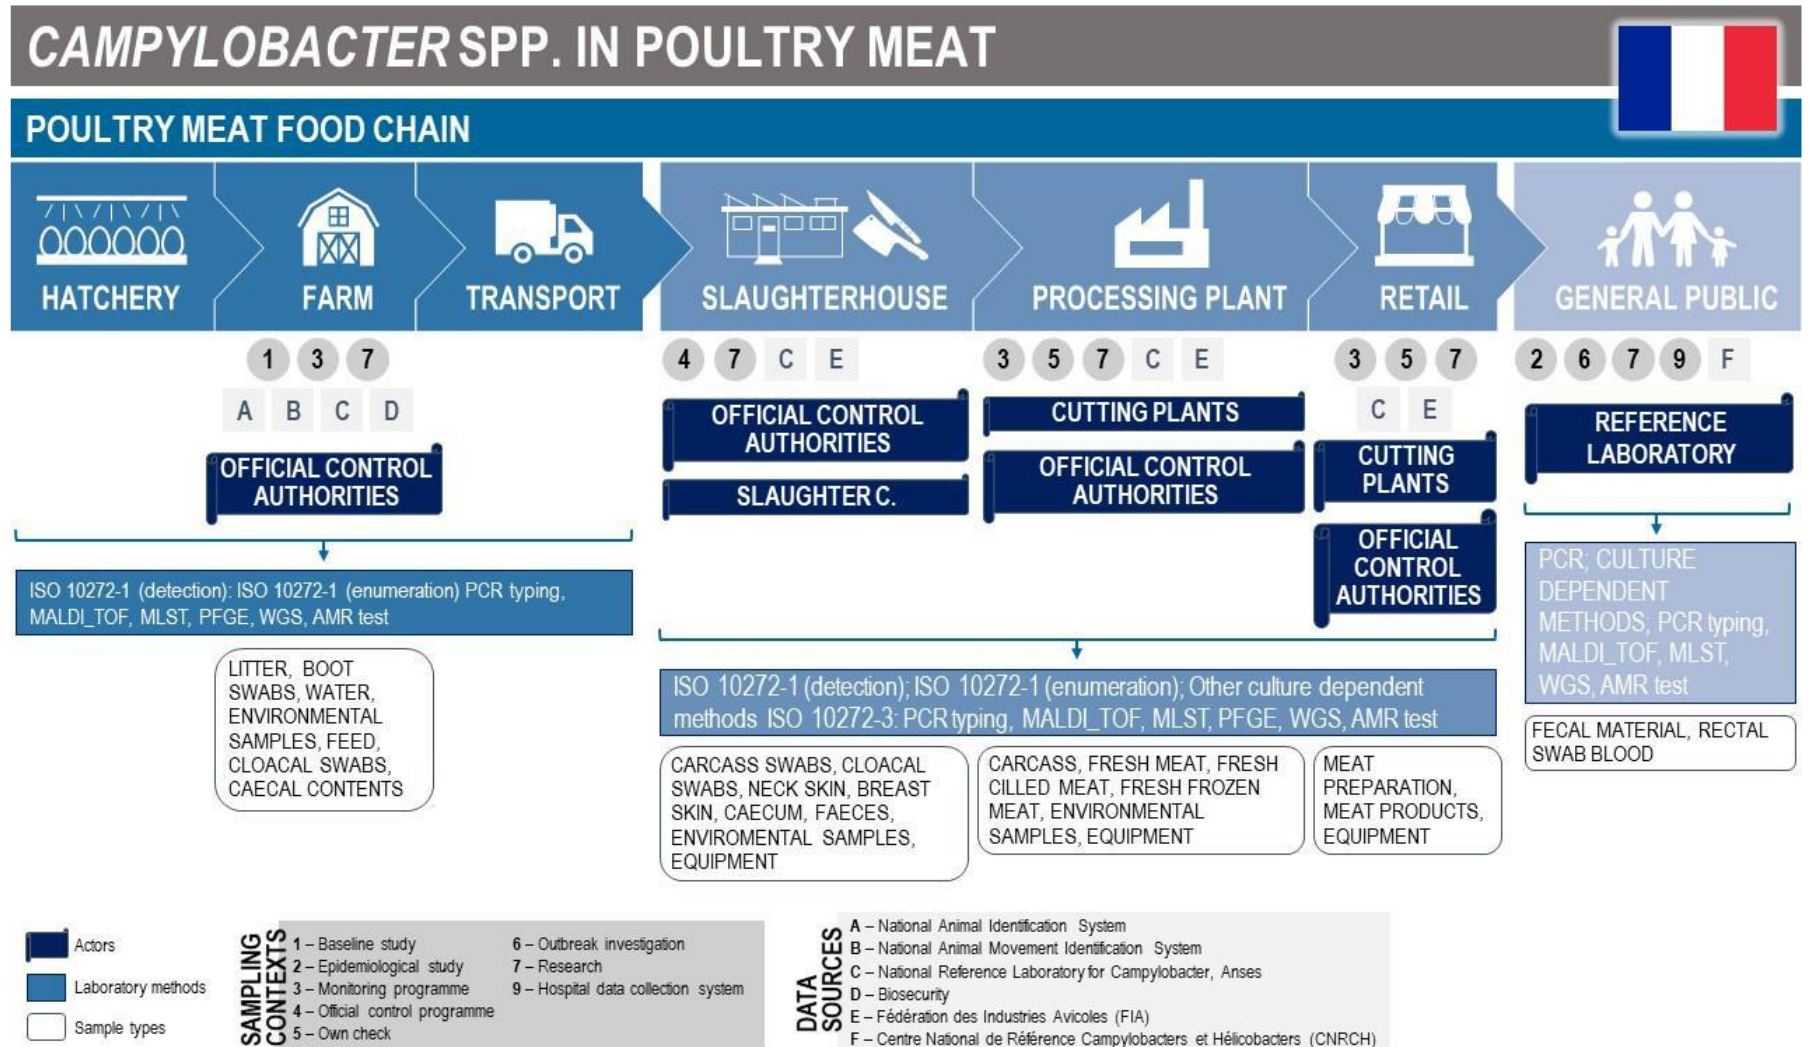 CAMPYLOBACTER SPP. IN POULTRY MEAT
POULTRY MEAT FOOD CHAIN
HATCHERY
FARM
TRANSPORT
SLAUGHTERHOUSE
PROCESSING PLANT
RETAIL
GENERAL PUBLIC
1 3 7
A B C D
OFFICIAL CONTROL
AUTHORITIES
4 7 C E
OFFICIAL CONTROL
AUTHORITIES
SLAUGHTER C.
3 5 7 C E
CUTTING PLANTS
OFFICIAL CONTROL
AUTHORITIES
3 5 7
C E
CUTTING
PLANTS
OFFICIAL
CONTROL
AUTHORITIES
2 6 7 9 F
REFERENCE
LABORATORY
ISO 10272-1 (detection): ISO 10272-1 (enumeration) PCR typing,
MALDI_TOF, MLST, PFGE, WGS, AMR test
LITTER, BOOT
SWABS, WATER,
ENVIRONMENTAL
SAMPLES, FEED,
CLOACAL SWABS,
CAECAL CONTENTS
ISO 10272-1 (detection); ISO 10272-1 (enumeration); Other culture dependent
methods ISO 10272-3: PCR typing, MALDI_TOF, MLST, PFGE, WGS, AMR test
CARCASS SWABS, CLOACAL
SWABS, NECK SKIN, BREAST
SKIN, CAECUM, FAECES,
ENVIROMENTAL SAMPLES,
EQUIPMENT
CARCASS, FRESH MEAT, FRESH
CILLED MEAT, FRESH FROZEN
MEAT, ENVIRONMENTAL
SAMPLES, EQUIPMENT
MEAT
PREPARATION,
MEAT PRODUCTS,
EQUIPMENT
PCR; CULTURE
DEPENDENT
METHODS; PCR typing,
MALDI_TOF, MLST,
WGS, AMR test
FECAL MATERIAL, RECTAL
SWAB BLOOD
Actors
Laboratory methods
Sample types
SAMPLING
CONTEXTS
1 – Baseline study
2 – Epidemiological study
3 – Monitoring programme
4 – Official control programme
5 – Own check
6 – Outbreak investigation
7 – Research
9 – Hospital data collection system
DATA
SOURCES
A – National Animal Identification System
B – National Animal Movement Identification System
C – National Reference Laboratory for Campylobacter, Anses
D – Biosecurity
E – Fédération des Industries Avicoles (FIA)
F – Centre National de Référence Campylobacters et Hélicobacters (CNRCH)